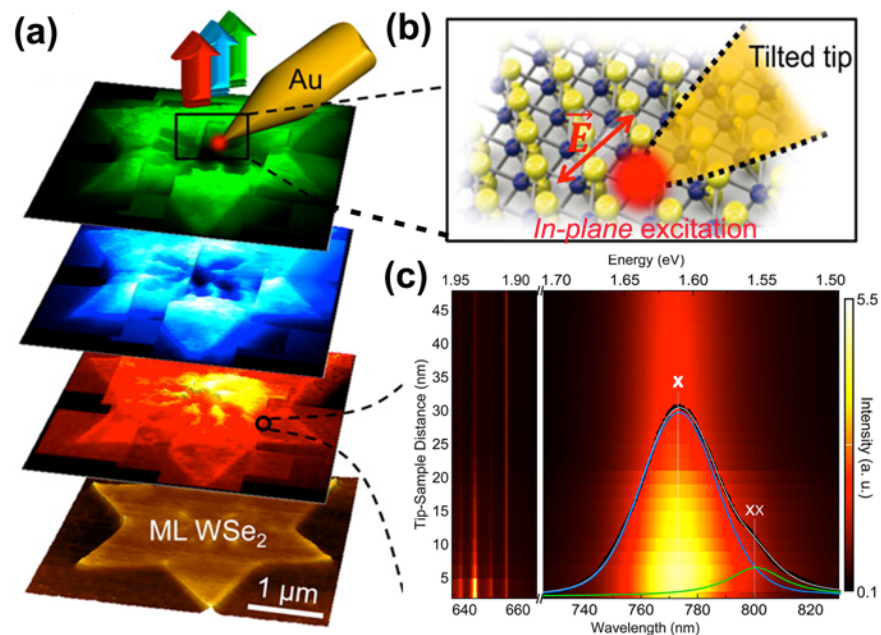 (a)
Au
ML WSe2
1 μm
(b)
Tilted tip
E
In-plane excitation
(c)
Energy (eV)
1.95 1.90 1.70 1.65 1.60 1.55 1.50
Tip-Sample Distance (nm)
45
40
35
30
25
20
15
10
5
X
XX
5.5
Intensity (a. u.)
0.1
640 660 740 760 780 800 820
Wavelength (nm)